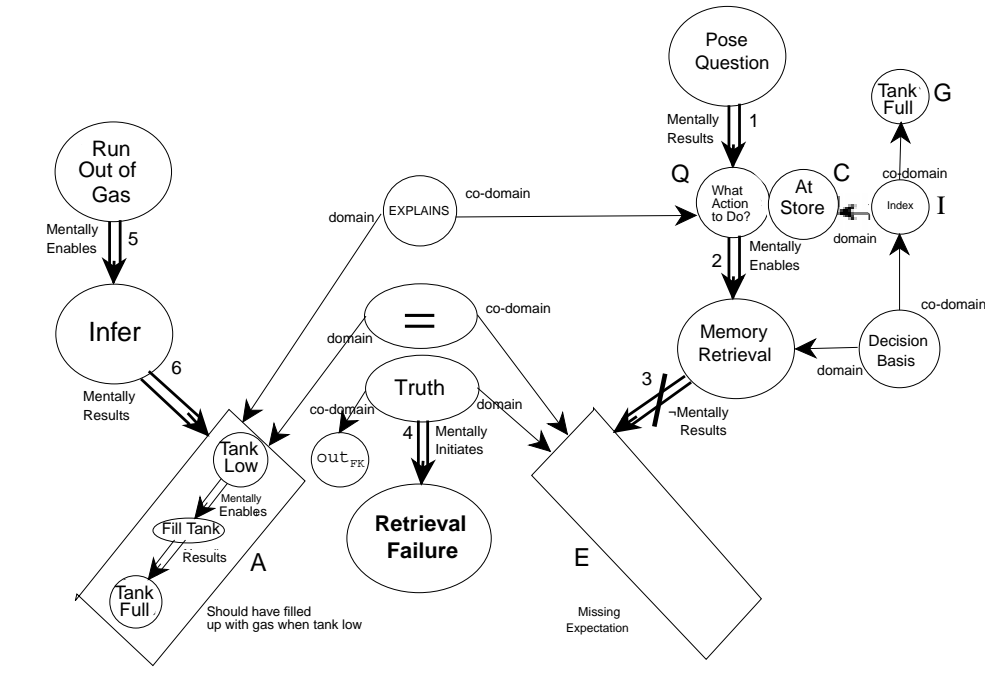 Pose
Question
Mentally
Results
1
Tank
Full
G
Run
Out of
Gas
Q
What
Action
to Do?
At
Store
C
co-domain
Index
I
EXPLAINS
co-domain
domain
domain
Mentally
Enables
5
2
Mentally
Enables
co-domain
Infer
=
co-domain
domain
Memory
Retrieval
Decision
Basis
domain
6
Mentally
Results
Truth
co-domain
domain
3
¬Mentally
Results
4
Mentally
Initiates
out FK
Tank
Low
Mentally
Enables
Fill Tank
Results
Tank
Full
A
Retrieval
Failure
E
Should have filled
up with gas when tank low
Missing
Expectation